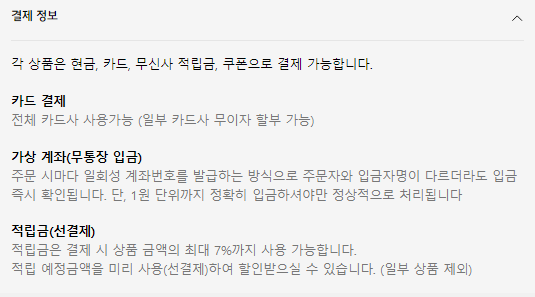 결제 정보
각 상품은 현금, 카드, 무신사 적립금, 쿠폰으로 결제 가능합니다.
카드 결제
전체 카드사 사용가능 (일부 카드사 무이자 할부 가능)
가상 계좌(무통장 입금)
주문 시마다 일회성 계좌번호를 발급하는 방식으로 주문자와 입금자명이 다르더라도 입금
즉시 확인됩니다. 단, 1원 단위까지 정확히 입금하셔야만 정상적으로 처리됩니다
적립금(선결제)
적립금은 결제 시 상품 금액의 최대 7%까지 사용 가능합니다.
적립 예정금액을 미리 사용(선결제)하여 할인받으실 수 있습니다. (일부 상품 제외)